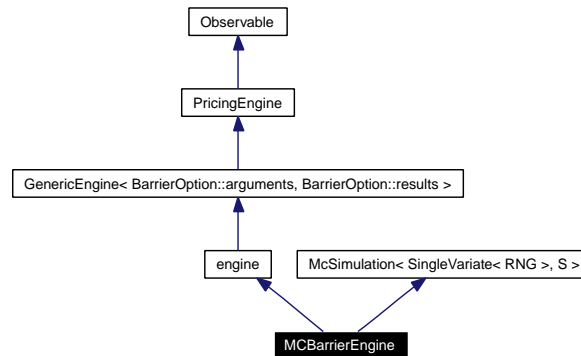 Observable
PricingEngine
GenericEngine< BarrierOption::arguments, BarrierOption::results >
engine
McSimulation< SingleVariate< RNG >, S >
MCBarrierEngine